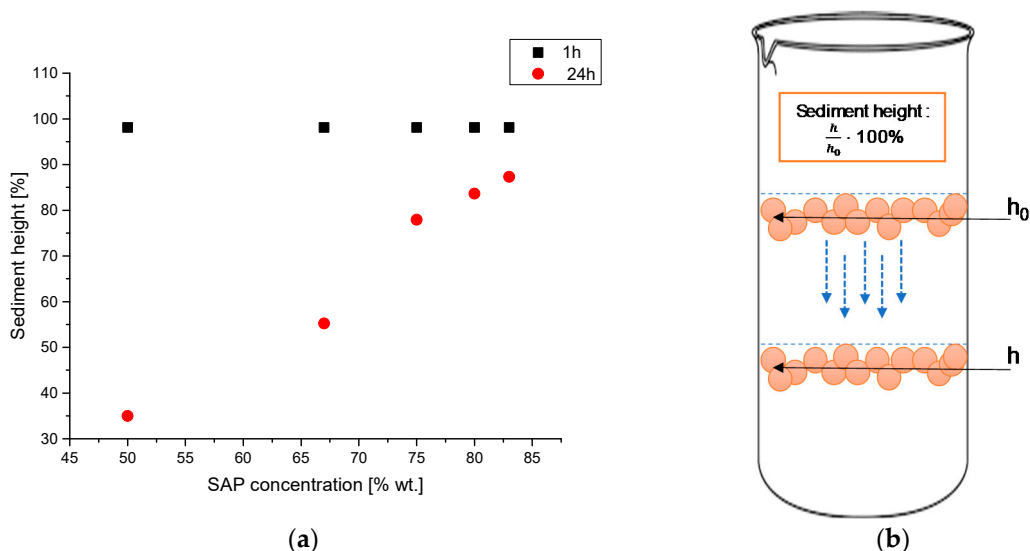 1h
24h
110
100
90
80
70
60
50
40
30
Sediment height [%]
45 50 55 60 65 70 75 80 85
SAP concentration [% wt.]
(a)
Sediment height :
h/h₀ · 100%
h₀
h
(b)